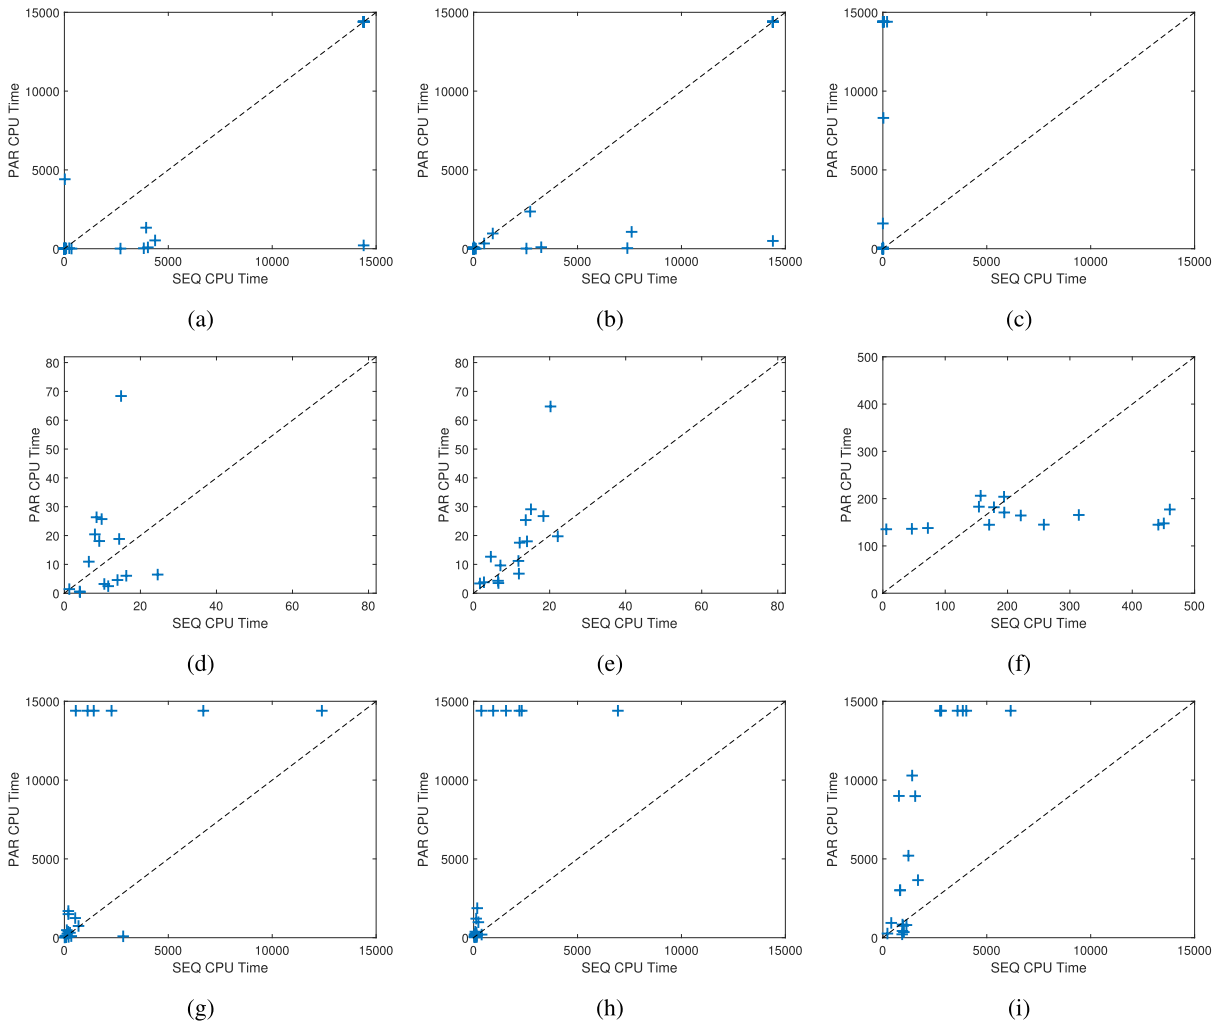 15000
10000
5000
0
PAR CPU Time
0 5000 10000 15000
SEQ CPU Time
(a)
15000
10000
5000
0
PAR CPU Time
0 5000 10000 15000
SEQ CPU Time
(b)
15000
10000
5000
0
PAR CPU Time
0 5000 10000 15000
SEQ CPU Time
(c)
80
70
60
50
40
30
20
10
0
PAR CPU Time
0 20 40 60 80
SEQ CPU Time
(d)
80
70
60
50
40
30
20
10
0
PAR CPU Time
0 20 40 60 80
SEQ CPU Time
(e)
500
400
300
200
100
0
PAR CPU Time
0 100 200 300 400 500
SEQ CPU Time
(f)
15000
10000
5000
0
PAR CPU Time
0 5000 10000 15000
SEQ CPU Time
(g)
15000
10000
5000
0
PAR CPU Time
0 5000 10000 15000
SEQ CPU Time
(h)
15000
10000
5000
0
PAR CPU Time
0 5000 10000 15000
SEQ CPU Time
(i)